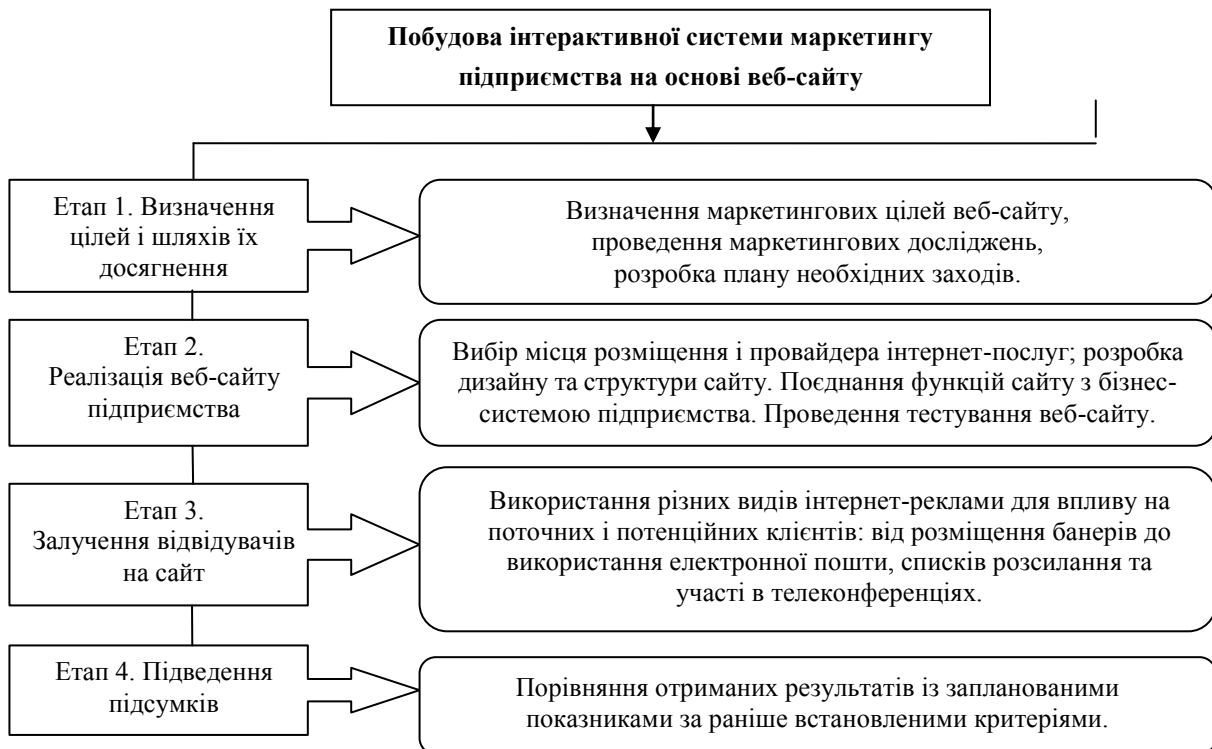 Побудова інтерактивної системи маркетингу
підприємства на основі веб-сайту
Етап 1. Визначення
цілей і шляхів їх
досягнення
Визначення маркетингових цілей веб-сайту,
проведення маркетингових досліджень,
розробка плану необхідних заходів.
Етап 2.
Реалізація веб-сайту
підприємства
Вибір місця розміщення і провайдера інтернет-послуг; розробка
дизайну та структури сайту. Поєднання функцій сайту з бізнес-
системою підприємства. Проведення тестування веб-сайту.
Етап 3.
Залучення відвідувачів
на сайт
Використання різних видів інтернет-реклами для впливу на
поточних і потенційних клієнтів: від розміщення банерів до
використання електронної пошти, списків розсилання та
участі в телеконференціях.
Етап 4. Підведення
підсумків
Порівняння отриманих результатів із запланованими
показниками за раніше встановленими критеріями.